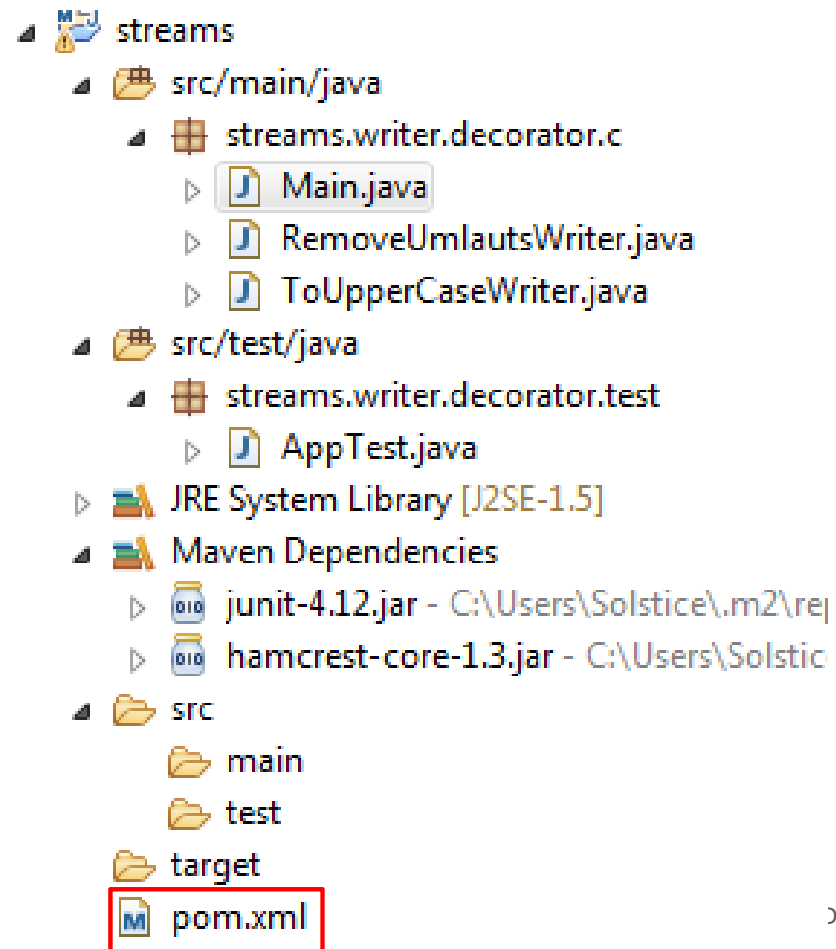 streams
src/main/java
streams.writer.decorator.c
Main.java
RemoveUmlautsWriter.java
ToUpperCaseWriter.java
src/test/java
streams.writer.decorator.test
AppTest.java
JRE System Library [J2SE-1.5]
Maven Dependencies
junit-4.12.jar - C:\Users\Solstice\.m2\rep
hamcrest-core-1.3.jar - C:\Users\Solstic
src
main
test
target
pom.xml